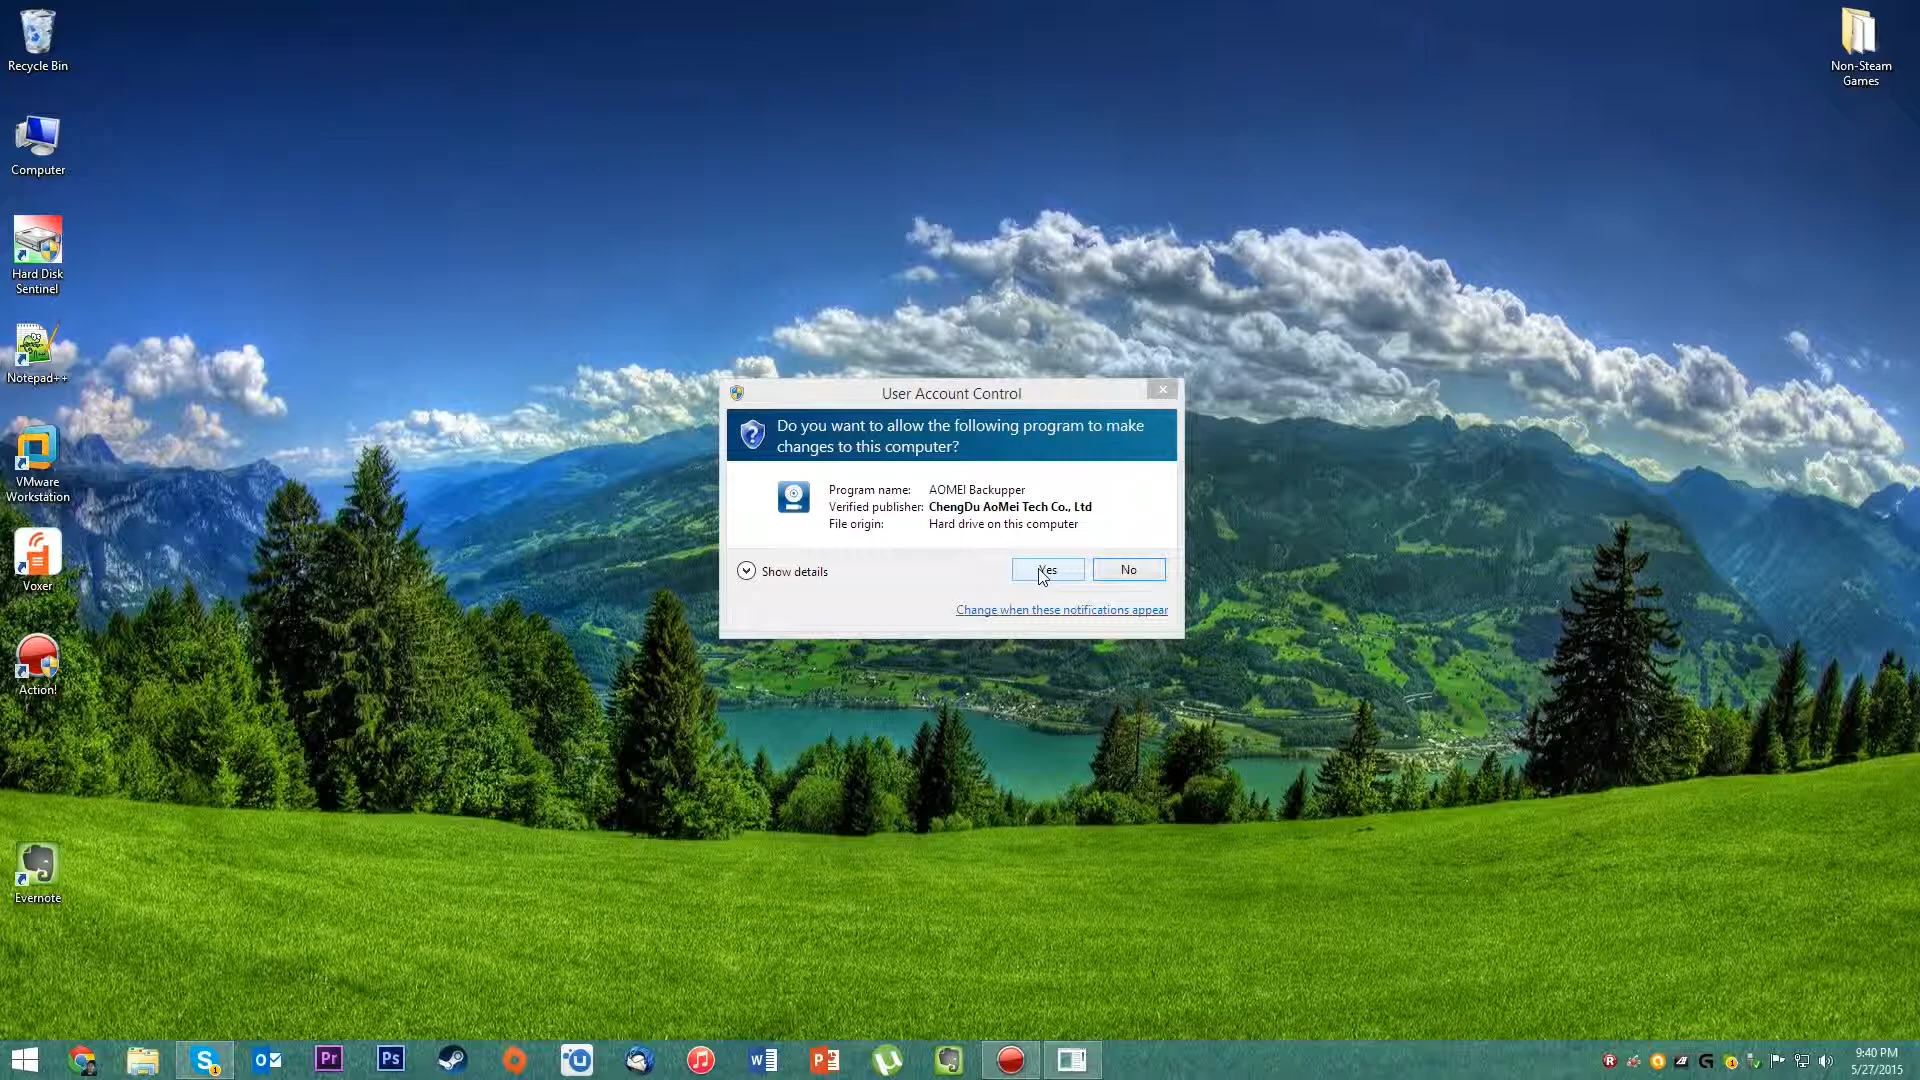 Recycle Bin
Non-Steam
Games
Computer
Hard Disk
Sentinel
Notepad++
VMware
Workstation
Voxer
Action!
Evernote
User Account Control
Do you want to allow the following program to make
changes to this computer?
Program name: AOMEI Backupper
Verified publisher: ChengDu AoMei Tech Co., Ltd
File origin: Hard drive on this computer
Show details
Yes
No
Change when these notifications appear
9:40 PM
5/27/2015